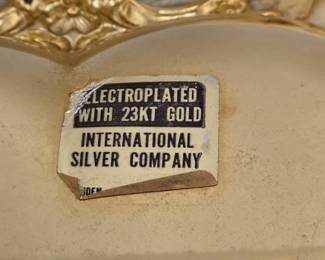 ELECTROPLATED
WITH 23KT GOLD
INTERNATIONAL
SILVER COMPANY